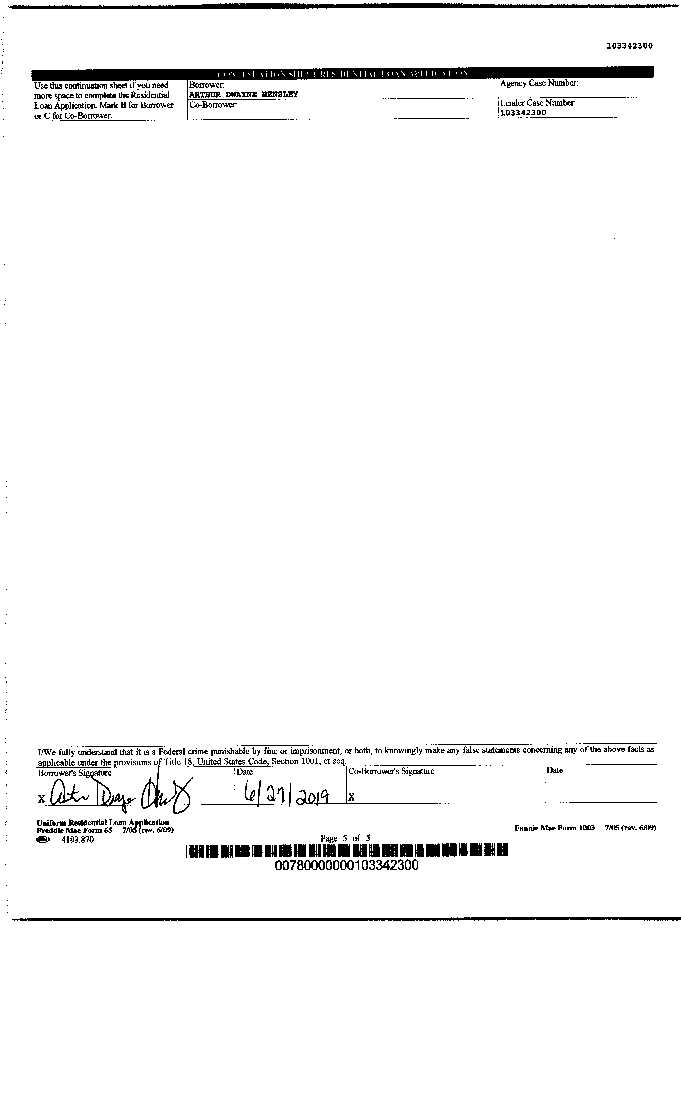 103342300
CONTINUATION SHEET/RESIDENTIAL LOAN APPLICATION
Use this continuation sheet if you need more space to complete the Residential Loan Application. Mark B for Borrower or C for Co-Borrower.
Borrower:
ARTHUR DWAYNE HENSLEY
Co-Borrower:
Agency Case Number:
Lender Case Number:
103342300
I/We fully understand that it is a Federal crime punishable by fine or imprisonment, or both, to knowingly make any false statements concerning any of the above facts as
applicable under the provisions of Title 18, United States Code, Section 1001, et seq.
Borrower's Signature Date Co-Borrower's Signature Date
X 6/27/2019 X
Uniform Residential Loan Application
Freddie Mac Form 65 7/05 (rev. 6/09) Fannie Mae Form 1003 7/05 (rev. 6/09)
4103.870 Page 5 of 5
00780000000103342300